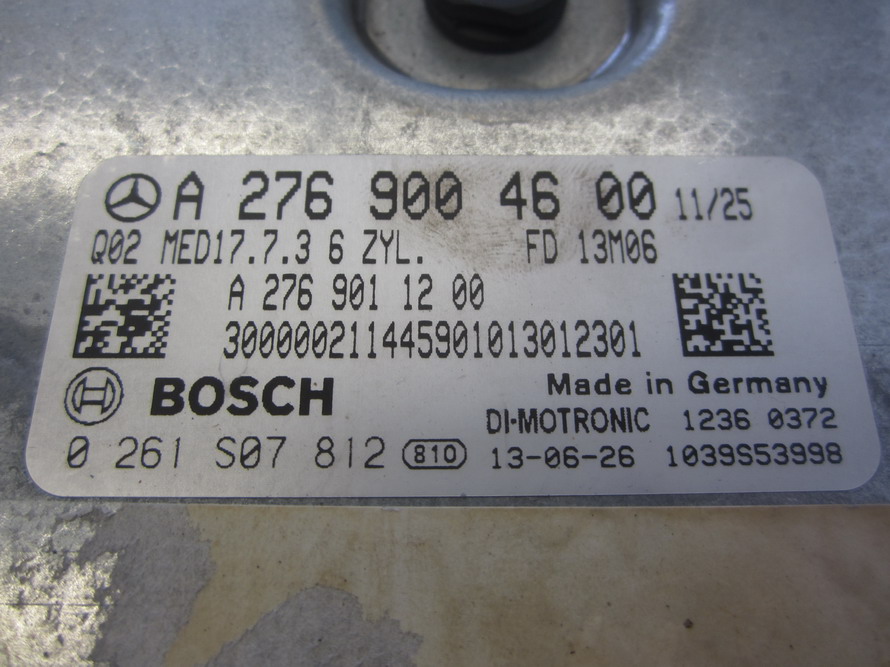 A 276 900 46 00 11/25
Q02 MED17.7.3 6 ZYL. FD 13M06
A 276 901 12 00
300000211445901013012301
BOSCH Made in Germany
DI-MOTRONIC 1236 0372
0 261 S07 812 810 13-06-26 1039S53998